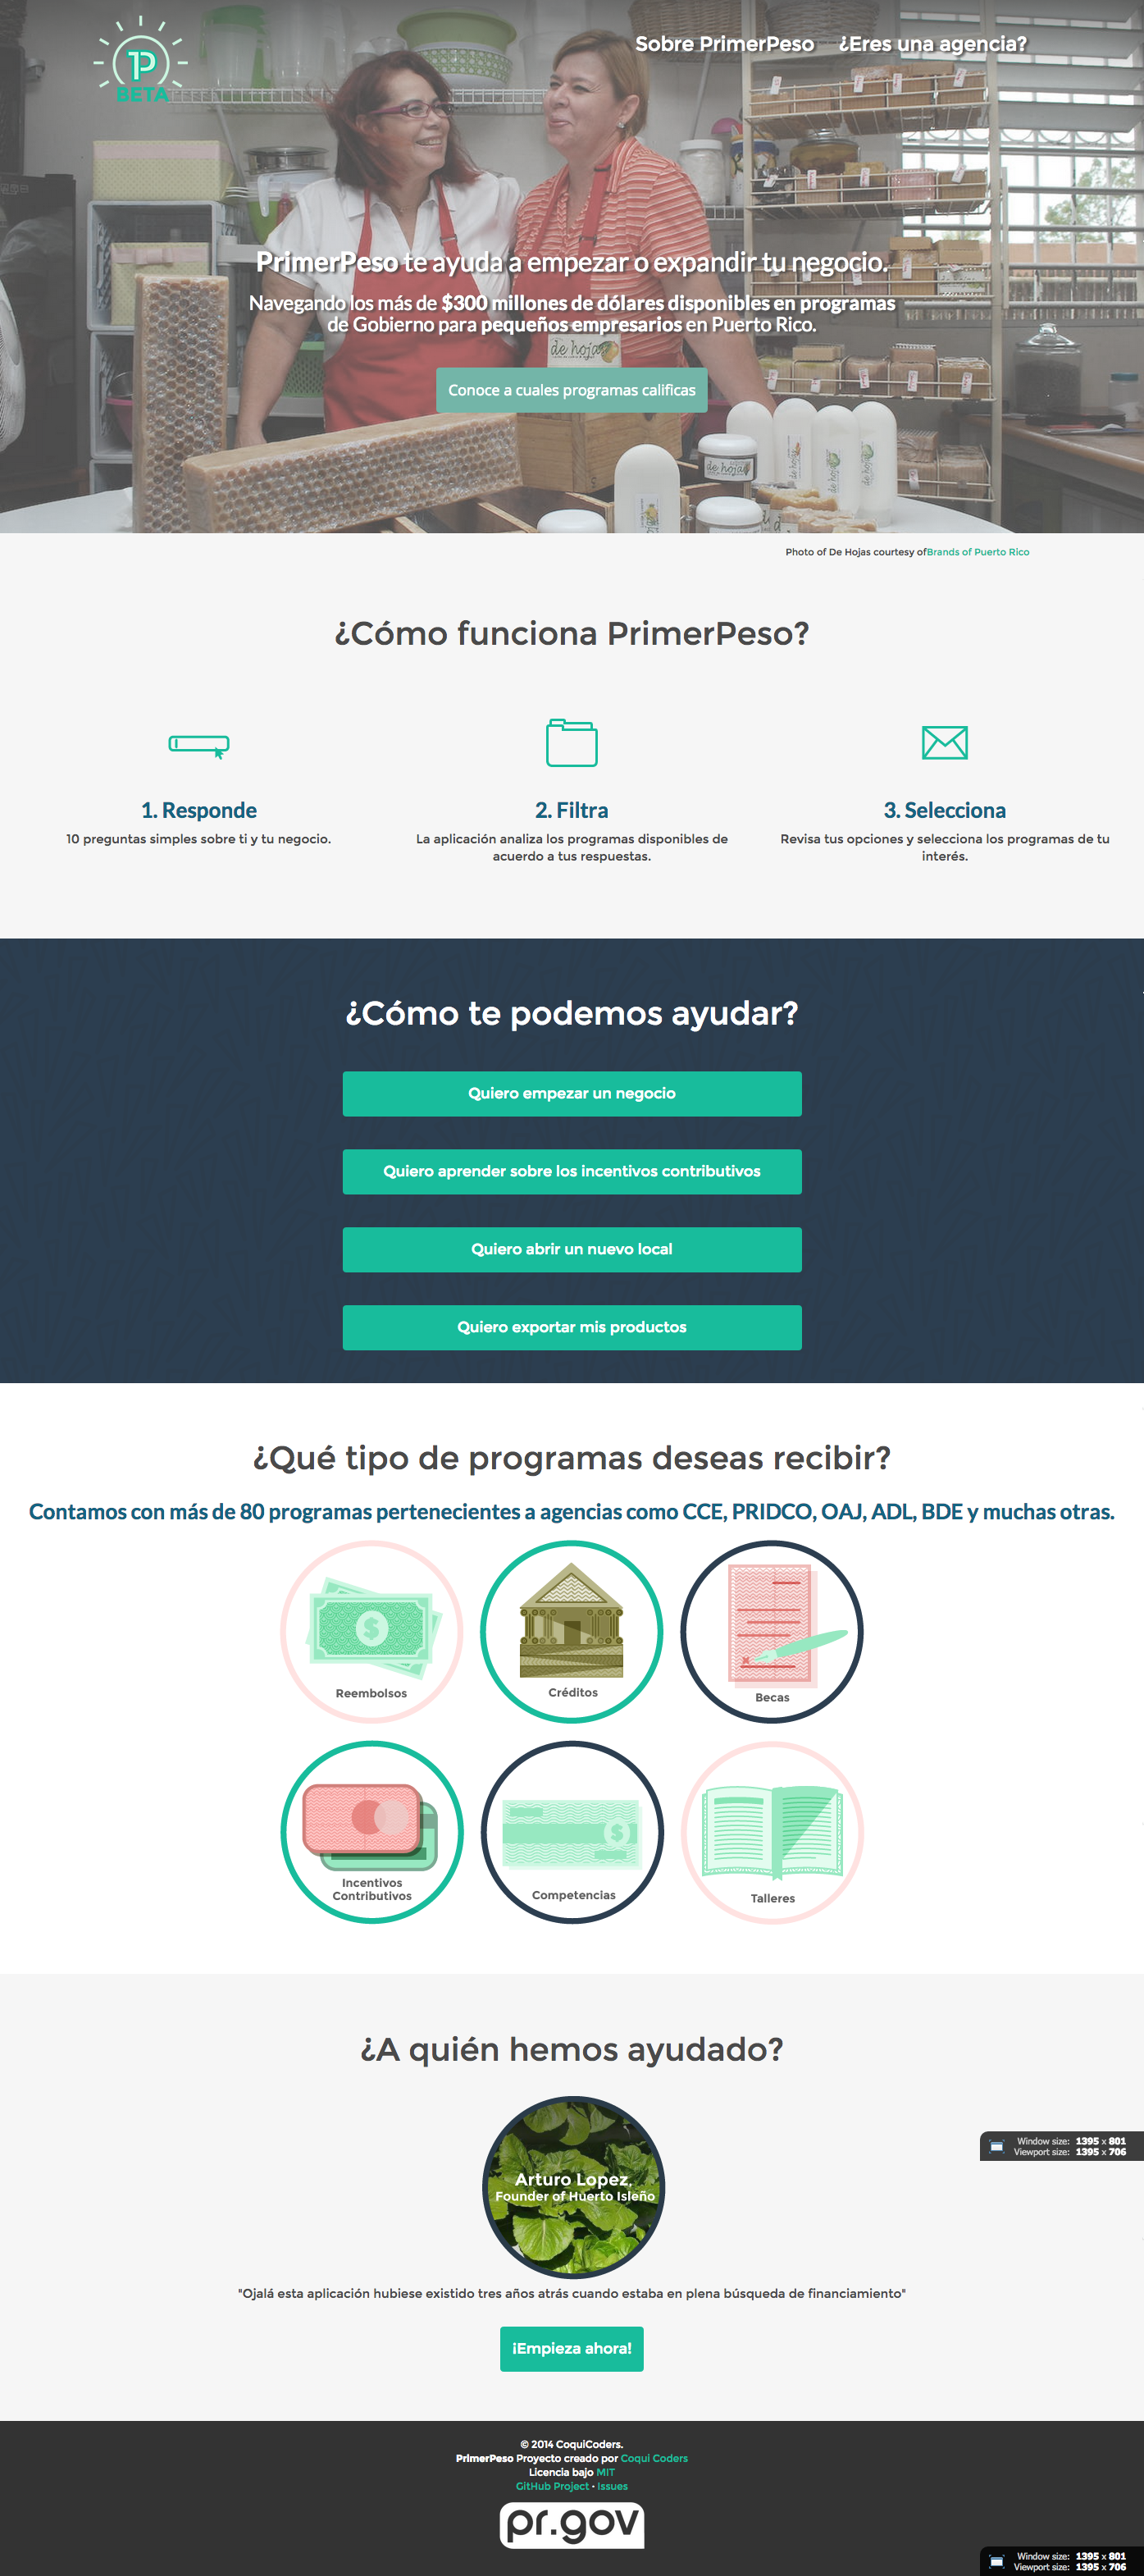 1P
BETA
Sobre PrimerPeso
¿Eres una agencia?
PrimerPeso te ayuda a empezar o expandir tu negocio.
Navegando los más de $300 millones de dólares disponibles en programas
de Gobierno para pequeños empresarios en Puerto Rico.
de hoja
Conoce a cuales programas calificas
de hoja
de hoja
Photo of De Hojas courtesy ofBrands of Puerto Rico
¿Cómo funciona PrimerPeso?
1. Responde
10 preguntas simples sobre ti y tu negocio.
2. Filtra
La aplicación analiza los programas disponibles de
acuerdo a tus respuestas.
3. Selecciona
Revisa tus opciones y selecciona los programas de tu
interés.
¿Cómo te podemos ayudar?
Quiero empezar un negocio
Quiero aprender sobre los incentivos contributivos
Quiero abrir un nuevo local
Quiero exportar mis productos
¿Qué tipo de programas deseas recibir?
Contamos con más de 80 programas pertenecientes a agencias como CCE, PRIDCO, OAJ, ADL, BDE y muchas otras.
$
Reembolsos
Créditos
Becas
Incentivos
Contributivos
$
Competencias
Talleres
¿A quién hemos ayudado?
Arturo Lopez,
Founder of Huerto Isleño
"Ojalá esta aplicación hubiese existido tres años atrás cuando estaba en plena búsqueda de financiamiento"
¡Empieza ahora!
Window size: 1395 x 801
Viewport size: 1395 x 706
© 2014 CoquiCoders.
PrimerPeso Proyecto creado por Coqui Coders
Licencia bajo MIT
GitHub Project · Issues
pr.gov
Window size: 1395 x 801
Viewport size: 1395 x 706